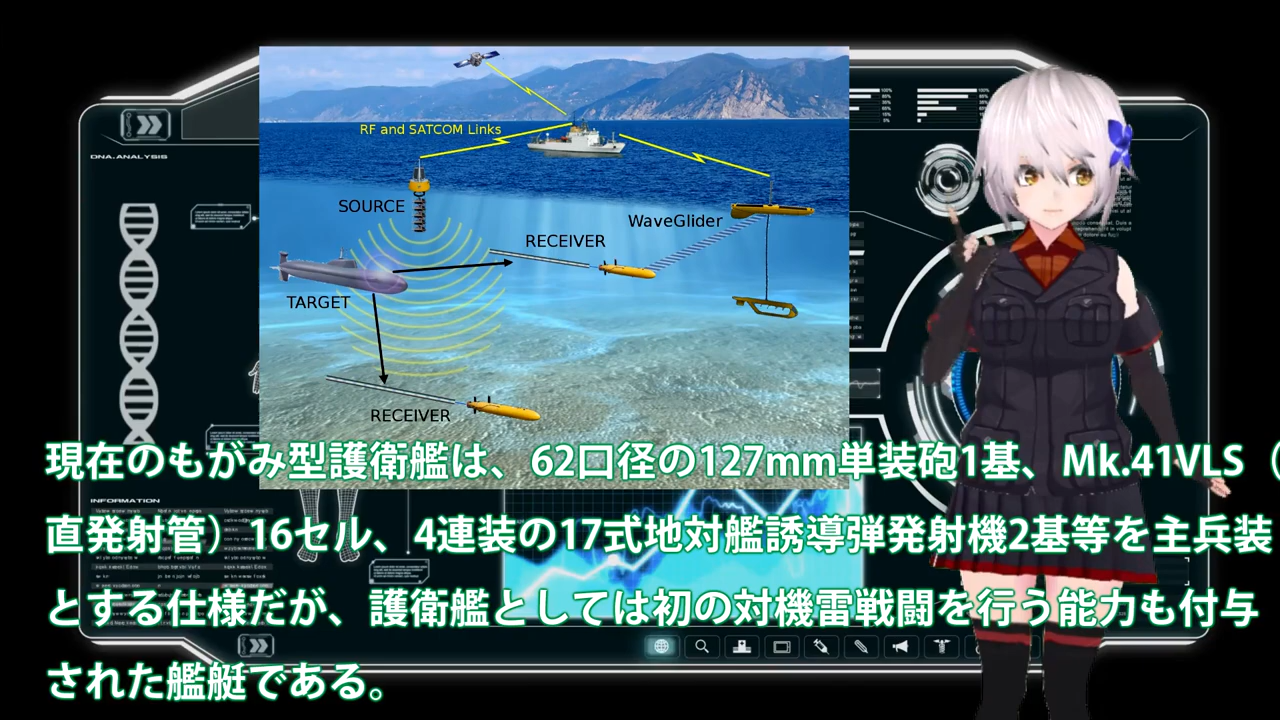 RF and SATCOM Links
SOURCE
WaveGlider
RECEIVER
TARGET
RECEIVER
DNA.ANALYSIS
INFORMATION
現在のもがみ型護衛艦は、62口径の127mm単装砲1基、Mk.41VLS（
直発射管）16セル、4連装の17式地対艦誘導弾発射機2基等を主兵装
とする仕様だが、護衛艦としては初の対機雷戦闘を行う能力も付与
された艦艇である。